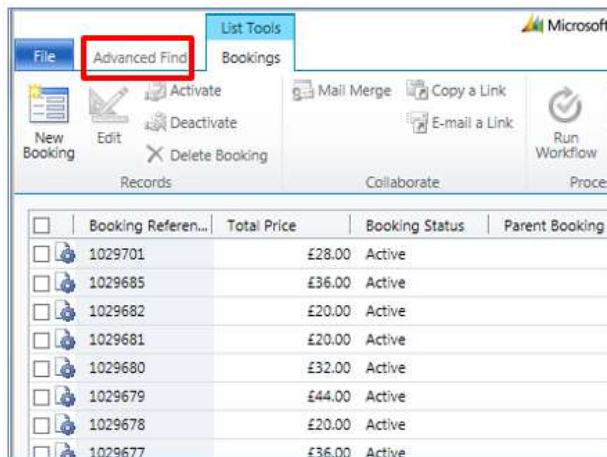 List Tools
Microsoft
File Advanced Find Bookings
Activate Mail Merge Copy a Link
Deactivate E-mail a Link
New Booking Edit Delete Booking Run Workflow
Records Collaborate Proce
Booking Referen... Total Price Booking Status Parent Booking
1029701 £28.00 Active
1029685 £36.00 Active
1029682 £20.00 Active
1029681 £20.00 Active
1029680 £32.00 Active
1029679 £44.00 Active
1029678 £20.00 Active
1029677 £36.00 Active